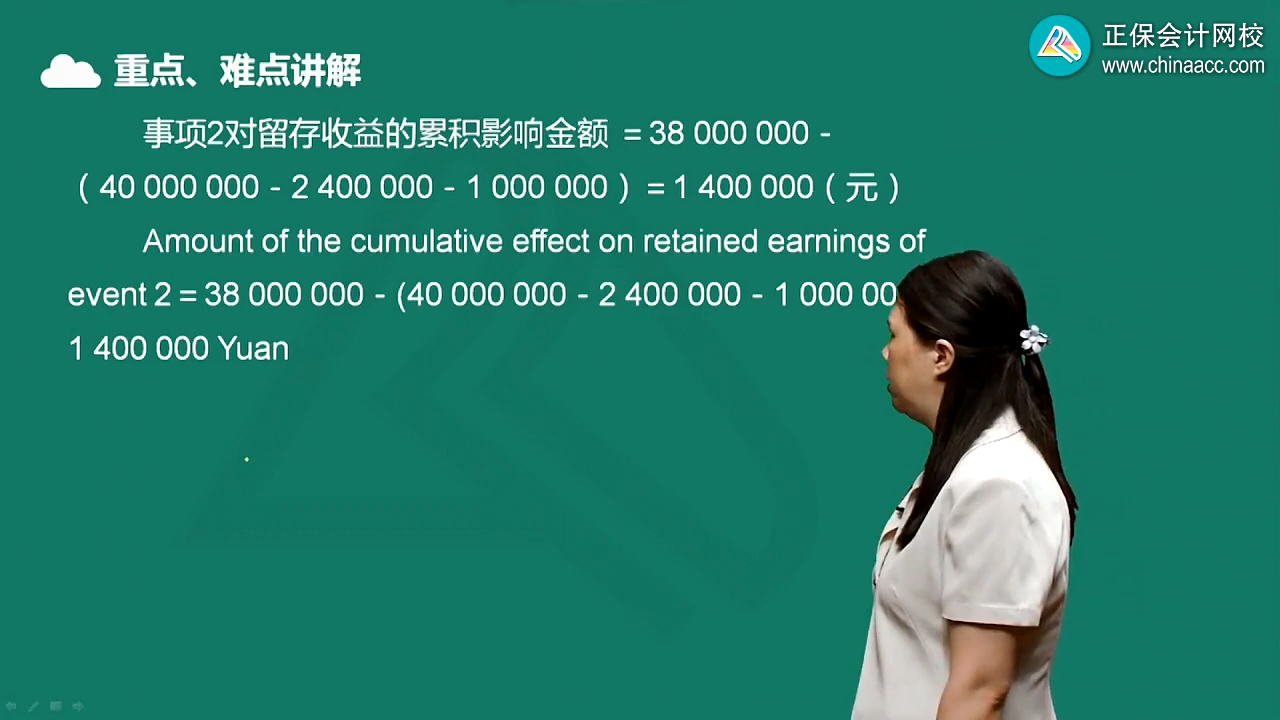 正保会计网校
www.chinaacc.com
重点、难点讲解
事项2对留存收益的累积影响金额 = 38 000 000 -
( 40 000 000 - 2 400 000 - 1 000 000 ) = 1 400 000 ( 元 )
Amount of the cumulative effect on retained earnings of
event 2 = 38 000 000 - (40 000 000 - 2 400 000 - 1 000 00
1 400 000 Yuan